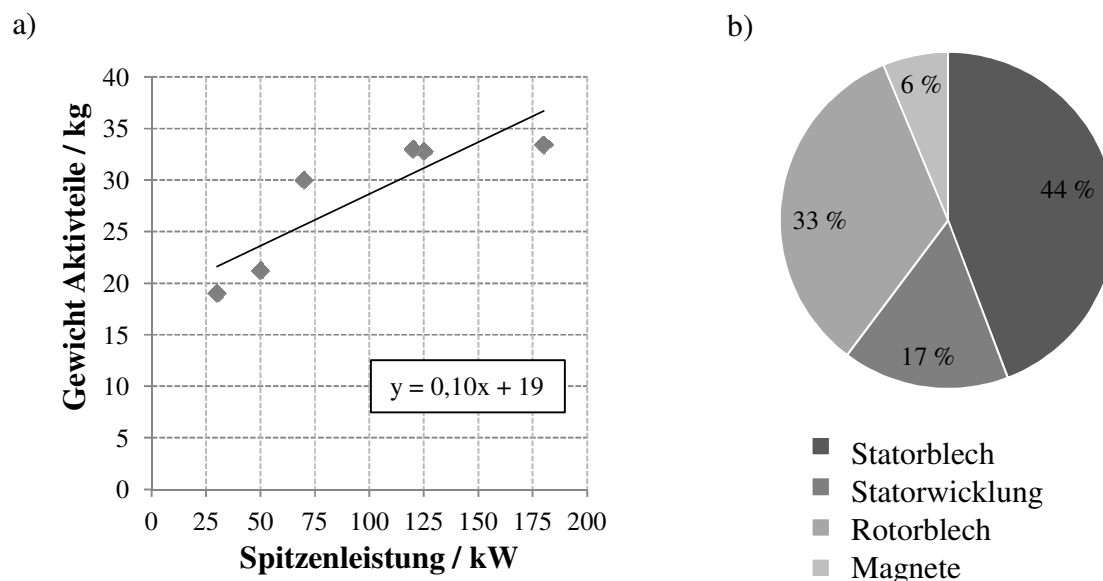 a)
Gewicht Aktivteile / kg
40
35
30
25
20
15
10
5
0
y = 0,10x + 19
0 25 50 75 100 125 150 175 200
Spitzenleistung / kW
b)
6 %
44 %
33 %
17 %
Statorblech
Statorwicklung
Rotorblech
Magnete